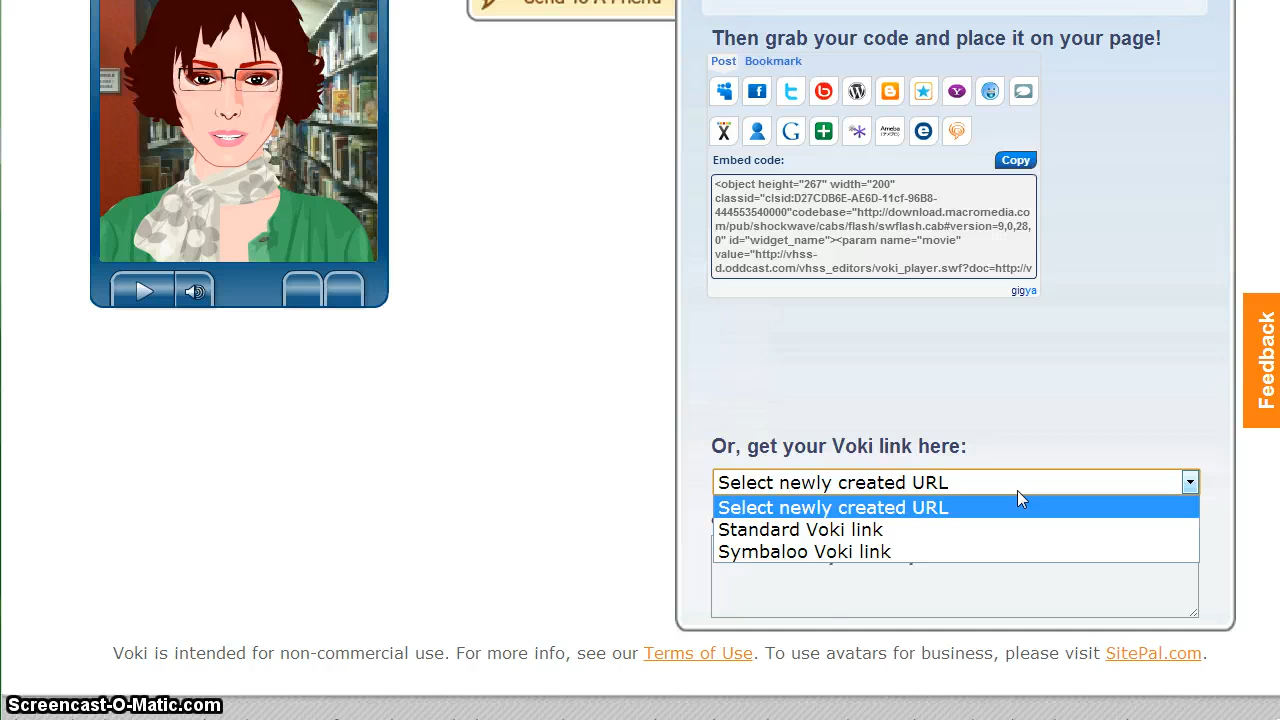 Send To A Friend
Then grab your code and place it on your page!
Post Bookmark
Ameba
Embed code:
Copy
<object height="267" width="200"
classid="clsid:D27CDB6E-AE6D-11cf-96B8-
444553540000"codebase="http://download.macromedia.co
m/pub/shockwave/cabs/flash/swflash.cab#version=9,0,28,
0" id="widget_name"><param name="movie"
value="http://vhss-
d.oddcast.com/vhss_editors/voki_player.swf?doc=http://v
gigya
Feedback
Or, get your Voki link here:
Select newly created URL
Select newly created URL
Standard Voki link
Symbaloo Voki link
Voki is intended for non-commercial use. For more info, see our Terms of Use. To use avatars for business, please visit SitePal.com.
Screencast-O-Matic.com